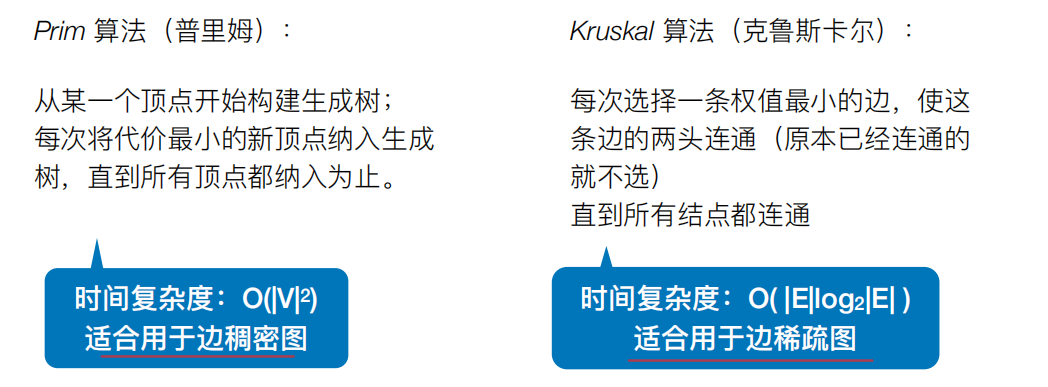 Prim 算法（普里姆）：
从某一个顶点开始构建生成树；
每次将代价最小的新顶点纳入生成
树，直到所有顶点都纳入为止。
时间复杂度：O(|V|²)
适合用于边稠密图
Kruskal 算法（克鲁斯卡尔）：
每次选择一条权值最小的边，使这
条边的两头连通（原本已经连通的
就不选）
直到所有结点都连通
时间复杂度：O( |E|log₂|E| )
适合用于边稀疏图